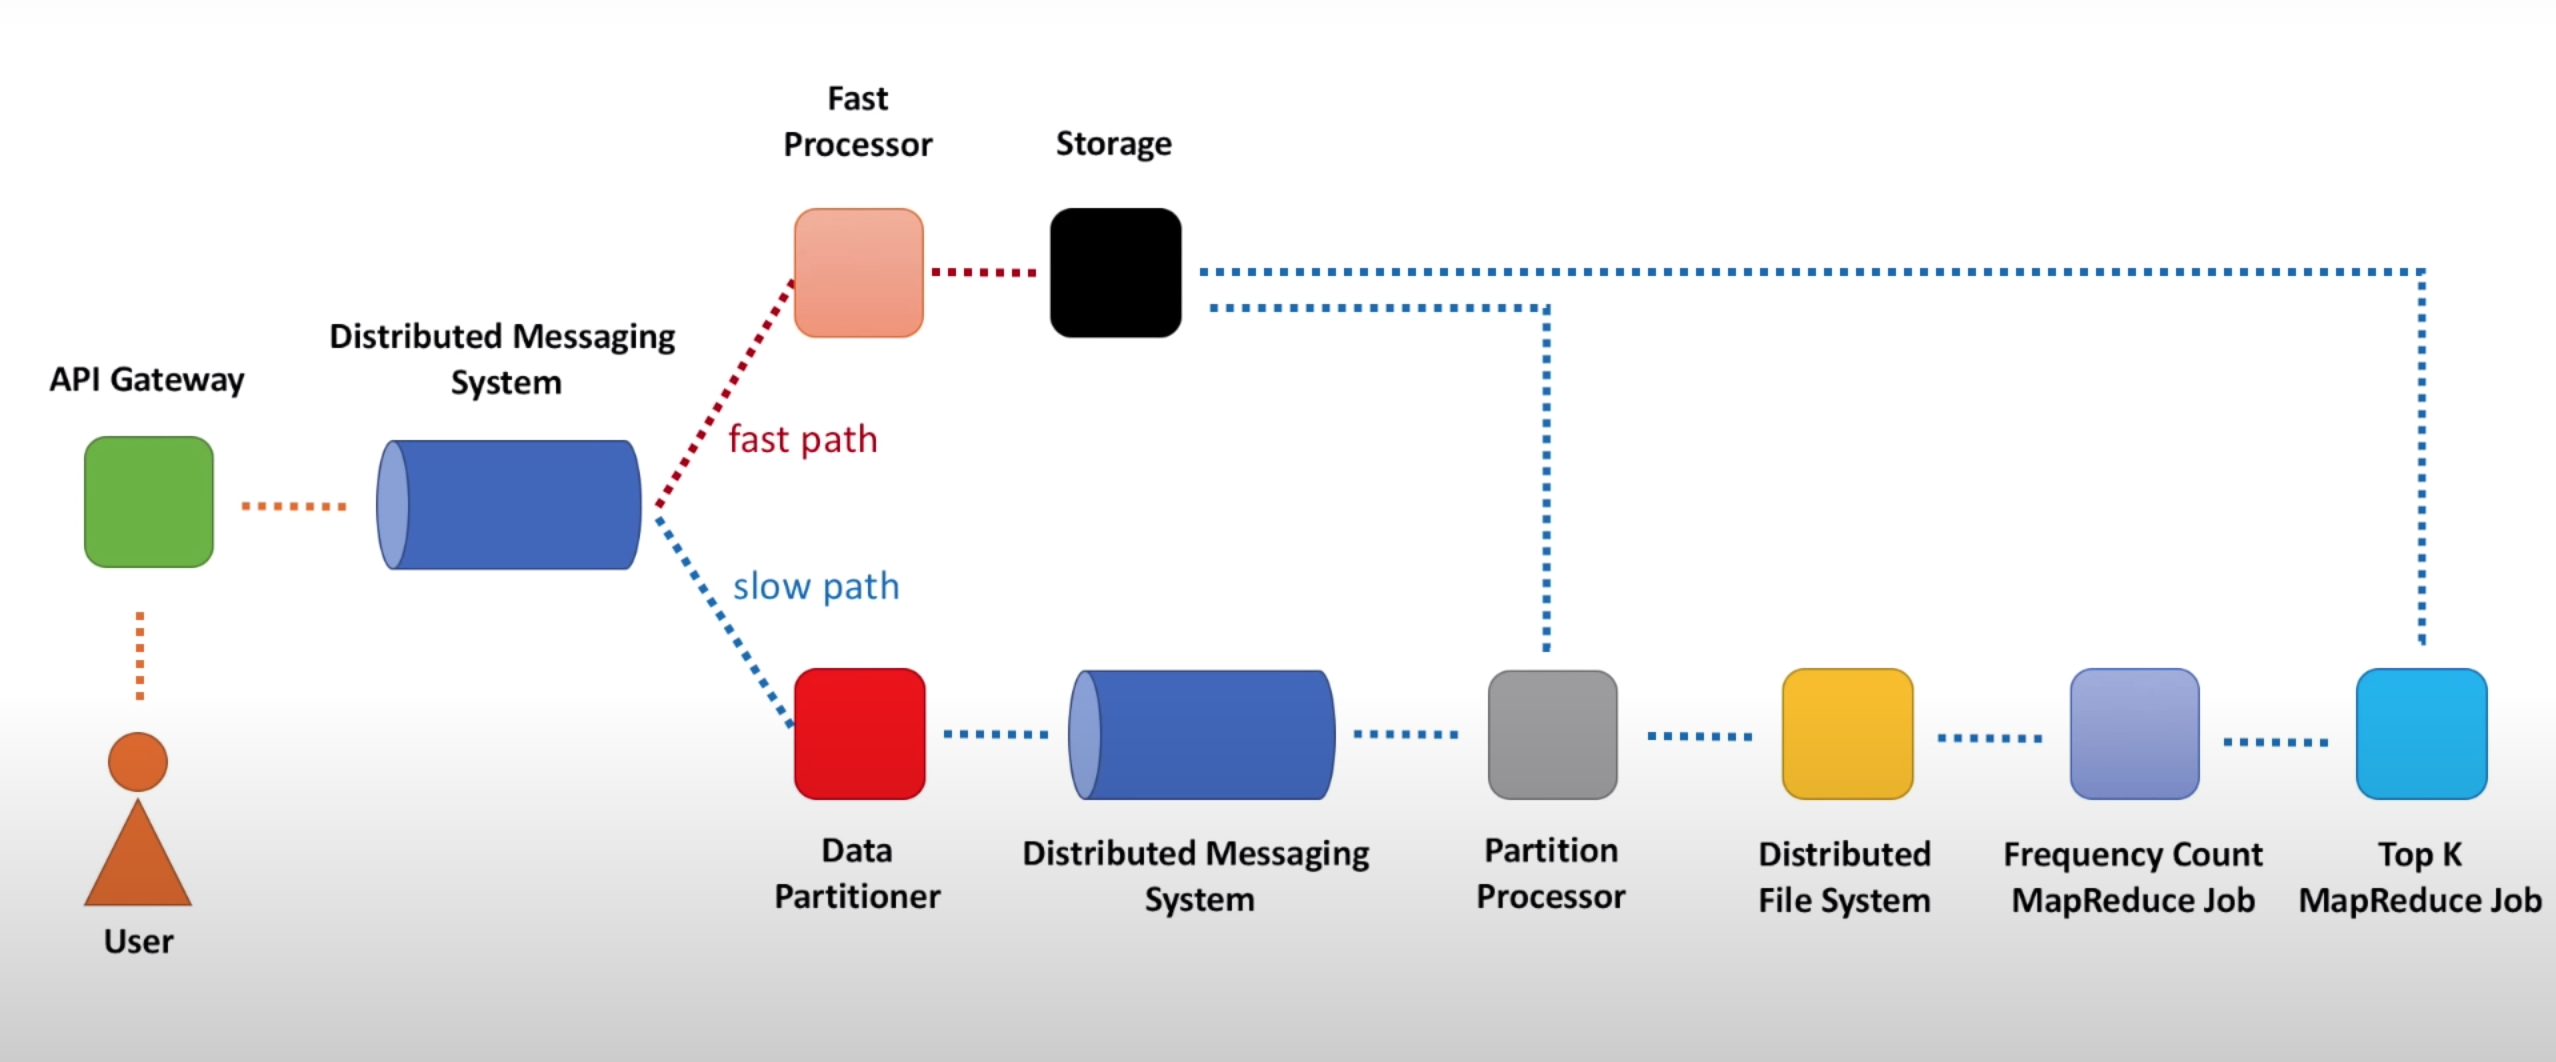 Fast
Processor
Storage
Distributed Messaging
System
API Gateway
fast path
slow path
Data
Partitioner
Distributed Messaging
System
Partition
Processor
Distributed
File System
Frequency Count
MapReduce Job
Top K
MapReduce Job
User